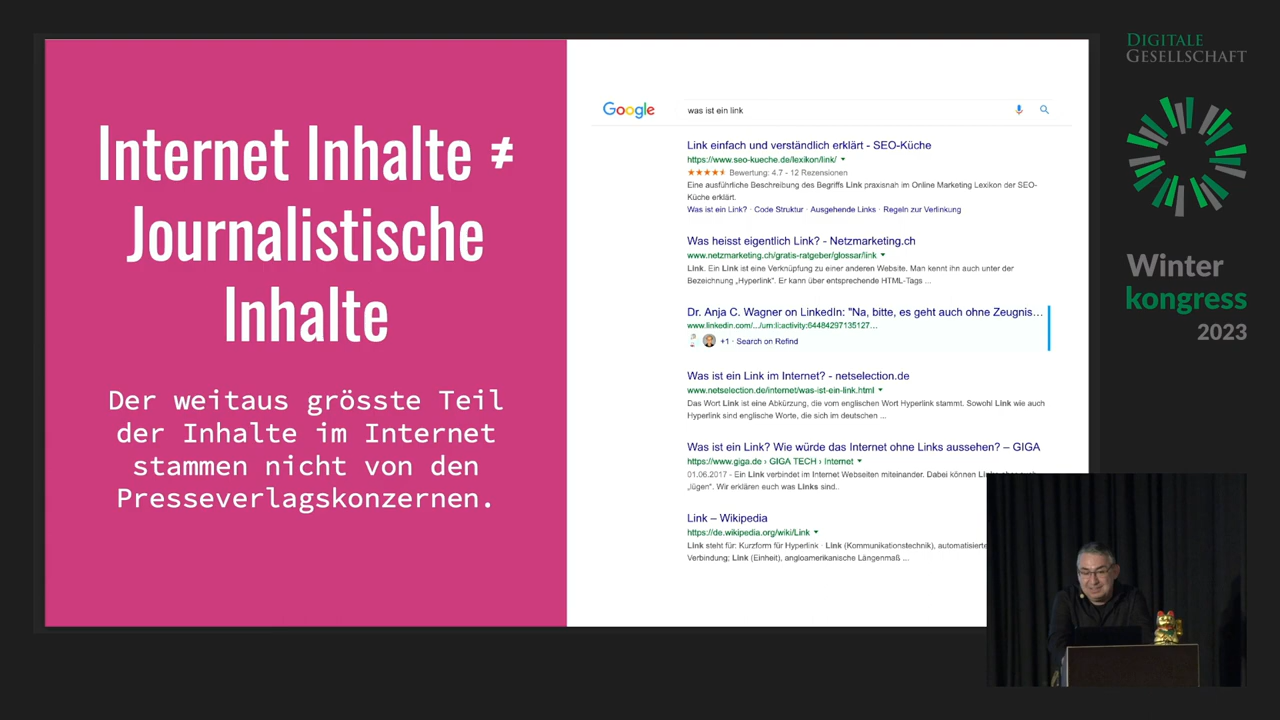 Internet Inhalte ≠
Journalistische
Inhalte
Der weitaus grösste Teil
der Inhalte im Internet
stammen nicht von den
Presseverlagskonzernen.
Google
was ist ein link
Link einfach und verständlich erklärt - SEO-Küche
https://www.seo-kueche.de/lexikon/link/
Bewertung: 4.7 - 12 Rezensionen
Eine ausführliche Beschreibung des Begriffs Link praxisnah im Online Marketing Lexikon der SEO-
Küche erklärt.
Was ist ein Link? · Code Struktur · Ausgehende Links · Regeln zur Verlinkung
Was heisst eigentlich Link? - Netzmarketing.ch
www.netzmarketing.ch/gratis-ratgeber/glossar/link
Link. Ein Link ist eine Verknüpfung zu einer anderen Website. Man kennt ihn auch unter der
Bezeichnung „Hyperlink". Er kann über entsprechende HTML-Tags ...
Dr. Anja C. Wagner on LinkedIn: "Na, bitte, es geht auch ohne Zeugnis…
www.linkedin.com/.../urn:li:activity:64484297135127…
+1 · Search on Refind
Was ist ein Link im Internet? - netselection.de
www.netselection.de/internet/was-ist-ein-link.html
Das Wort Link ist eine Abkürzung, die vom englischen Wort Hyperlink stammt. Sowohl Link wie auch
Hyperlink sind englische Worte, die sich im deutschen ...
Was ist ein Link? Wie würde das Internet ohne Links aussehen? – GIGA
https://www.giga.de › GIGA TECH › Internet
01.06.2017 - Ein Link verbindet im Internet Webseiten miteinander. Dabei können
„lügen". Wir erklären euch was Links sind..
Link – Wikipedia
https://de.wikipedia.org/wiki/Link
Link steht für: Kurzform für Hyperlink · Link (Kommunikationstechnik), automatisierte
Verbindung; Link (Einheit), angloamerikanische Längenmaß ...
DIGITALE
GESELLSCHAFT
Winter
kongress
2023